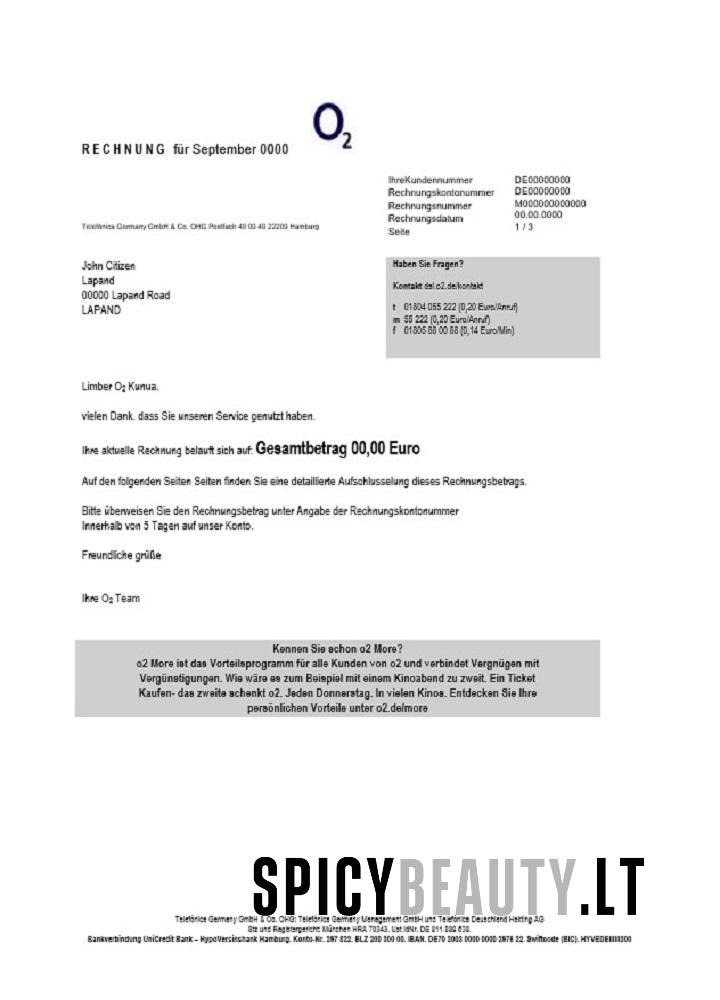 O2
RECHNUNG für September 0000
IhreKundennummer DE00000000
Rechnungskontonummer DE00000000
Rechnungsnummer M000000000000
Rechnungsdatum 00.00.0000
Seite 1 / 3
Telefónica Germany GmbH & Co. OHG Postfach 40 09 40 22209 Hamburg
John Citizen
Lapand
00000 Lapand Road
LAPAND
Haben Sie Fragen?
Kontakt dsl.o2.de/kontakt
t 01804 055 222 (0,20 Euro/Anruf)
m 55 222 (0,20 Euro/Anruf)
f 01805 88 00 88 (0,14 Euro/Min)
Limber O2 Kunua.
vielen Dank. dass Sie unseren Service genutzt haben.
Ihre aktuelle Rechnung belauft sich auf: Gesamtbetrag 00,00 Euro
Auf den folgenden Seiten Seiten finden Sie eine detaillierte Aufschlusselung dieses Rechnungsbetrags.
Bitte überweisen Sie den Rechnungsbetrag unter Angabe der Rechnungskontonummer
Innerhalb von 5 Tagen auf unser Konto.
Freundliche grüße
Ihre O2 Team
Kennen Sie schon o2 More?
o2 More ist das Vorteilsprogramm für alle Kunden von o2 und verbindet Vergnügen mit
Vergünstigungen. Wie wäre es zum Beispiel mit einem Kinoabend zu zweit. Ein Ticket
Kaufen- das zweite schenkt o2. Jeden Donnerstag. In vielen Kinos. Entdecken Sie Ihre
persönlichen Vorteile unter o2.de/more
SPICYBEAUTY.LT
Telefónica Germany GmbH & Co. OHG: Telefónica Germany Management GmbH und Telefónica Deuschland Holding AG
Sitz und Registergericht München HRA 70343. Ust IdNr. DE 811 889 638.
Bankverbindung UniCredit Bank – HypoVereinsbank Hamburg. Konto-Nr. BLZ 200 300 00. IBAN. DE70 2003 0000 0000 Swiftcode (BIC):